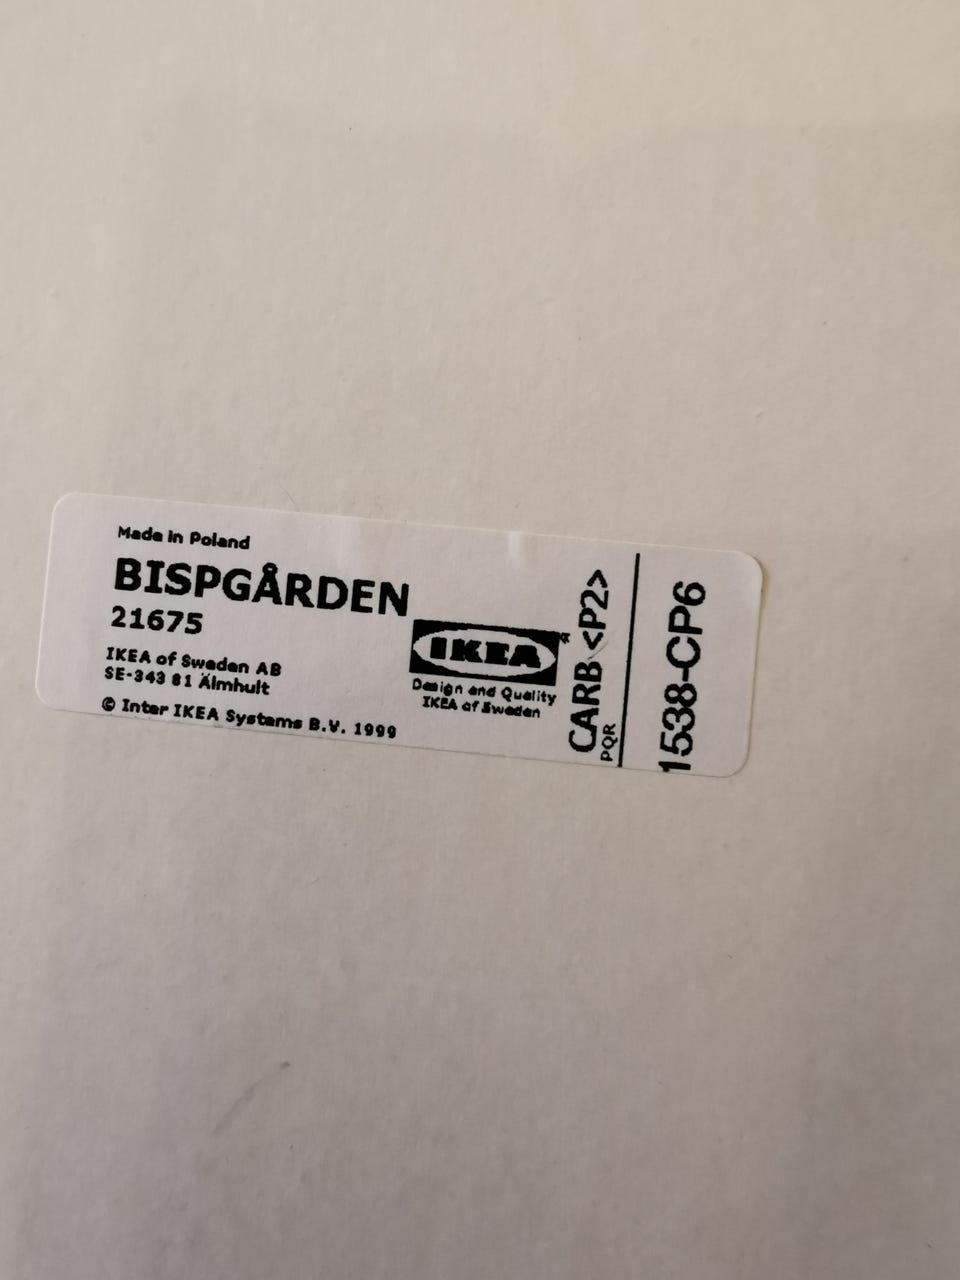 Made in Poland
BISPGÅRDEN
21675
IKEA of Sweden AB
SE-343 81 Älmhult
© Inter IKEA Systems B.V. 1999
IKEA®
Design and Quality
IKEA of Sweden
CARB <P2>
PQR
1538-CP6